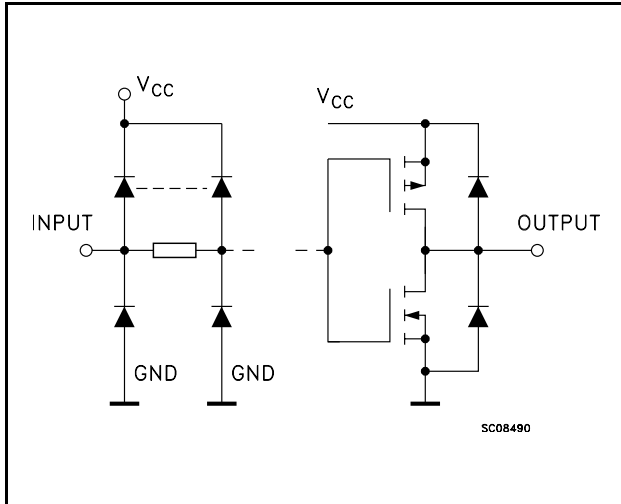 VCC
VCC
INPUT
OUTPUT
GND
GND
SC08490